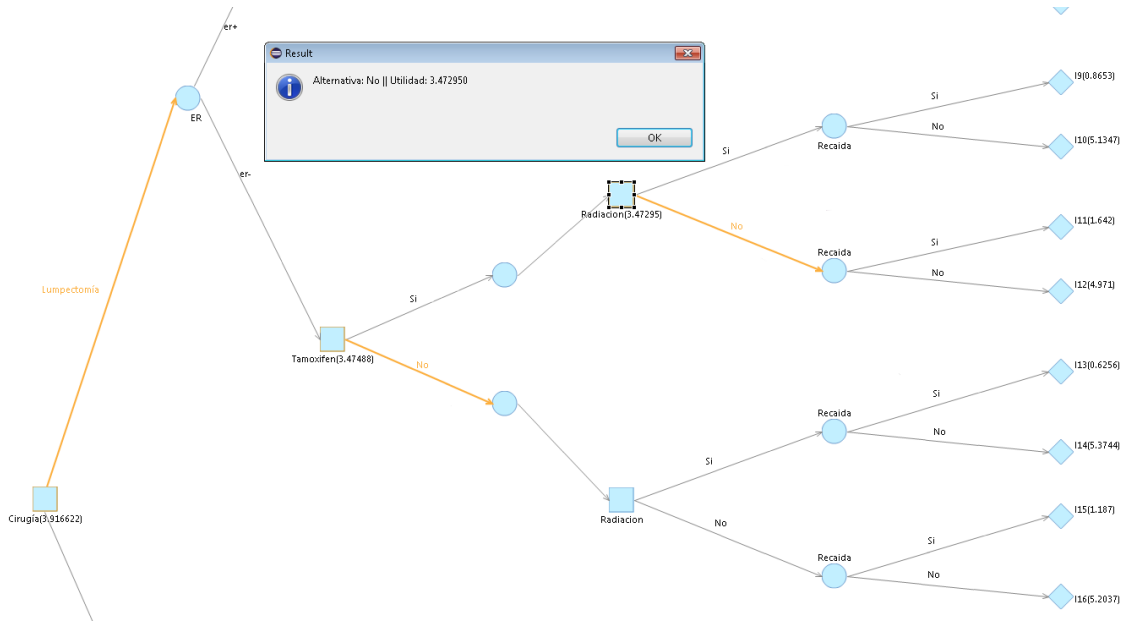 er+
Result
Alternativa: No || Utilidad: 3.472950
OK
I9(0.8653)
Si
ER
No
Recaida
I10(5.1347)
Si
er-
Radiacion(3.47295)
No
I11(1.642)
Si
Recaida
No
Lumpectomía
I12(4.971)
Si
Tamoxifen(3.47488)
No
I13(0.6256)
Si
Recaida
No
I14(5.3744)
Si
Cirugía(3.916622)
Radiacion
No
I15(1.187)
Si
Recaida
No
I16(5.2037)